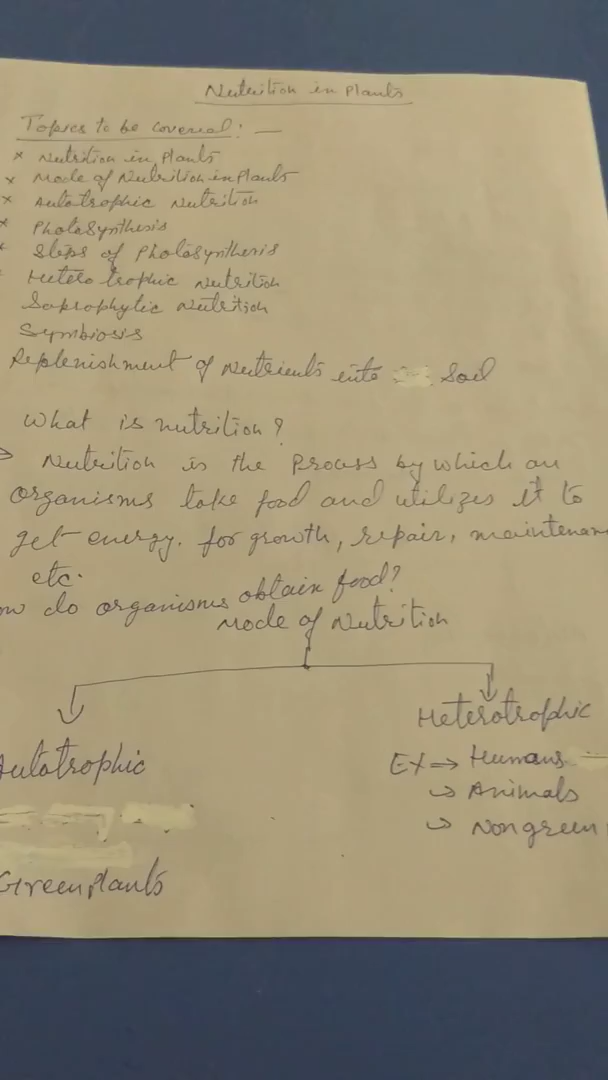 Nutrition in Plants
Topics to be covered:—
× Nutrition in Plants
× Mode of Nutrition in Plants
× Autotrophic Nutrition
× Photosynthesis
Steps of Photosynthesis
Heterotrophic Nutrition
Saprophytic Nutrition
Symbiosis
Replenishment of Nutrients into Soil
What is nutrition?
Nutrition is the process by which an
organisms take food and utilizes it to
get energy. for growth, repair, maintenan
etc.
ow do organisms obtain food?
Mode of Nutrition
Heterotrophic
Autotrophic
Ex ⇒ Humans
→ Animals
→ Nongreen
Green plants